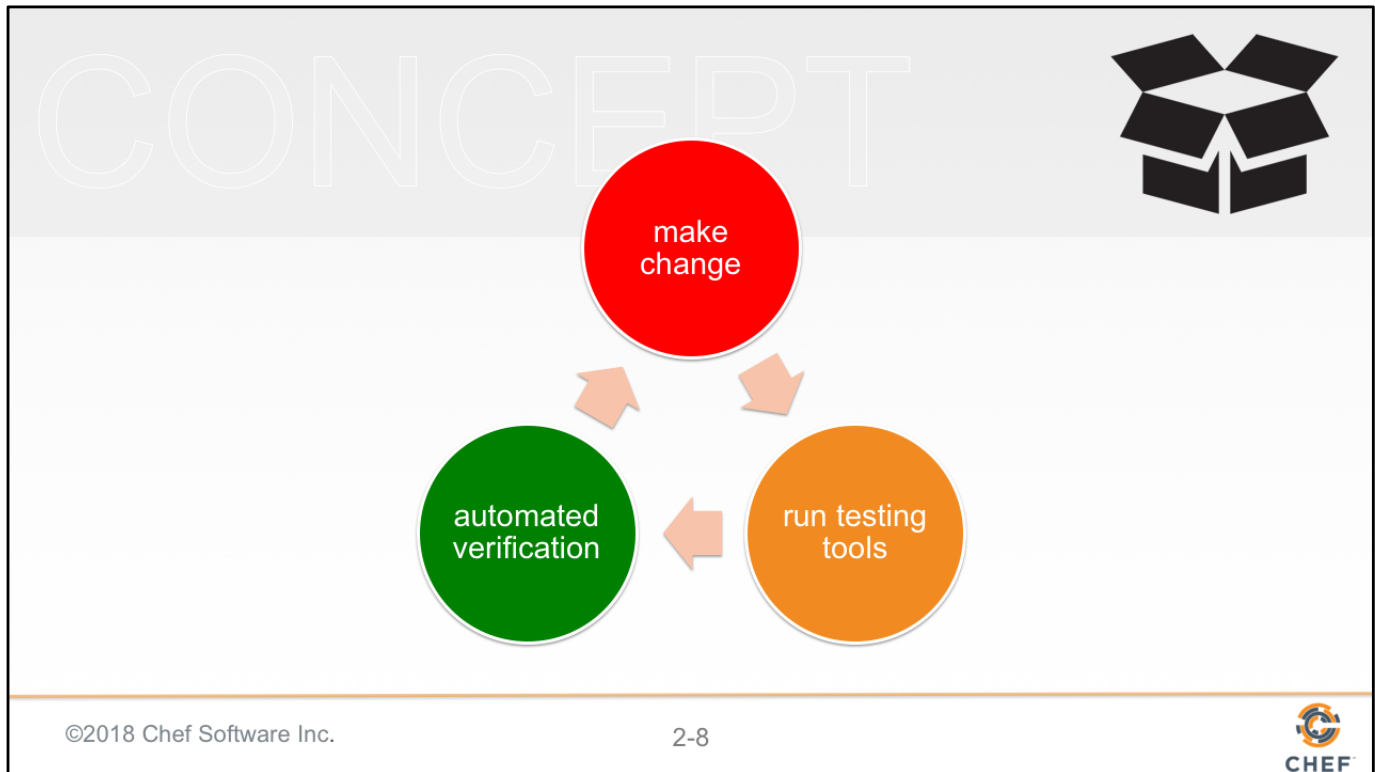 CONCEPT
make
change
automated
verification
run testing
tools
©2018 Chef Software Inc.
2-8
CHEF